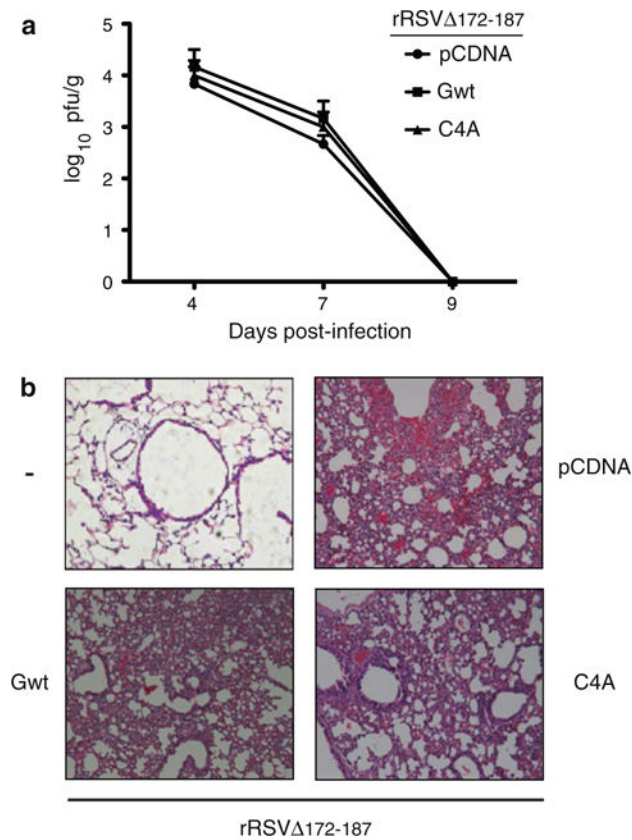 a
rRSVΔ172-187
pCDNA
Gwt
C4A
log10 pfu/g
5
4
3
2
1
0
4 7 9
Days post-infection
b
-
pCDNA
Gwt
C4A
rRSVΔ172-187